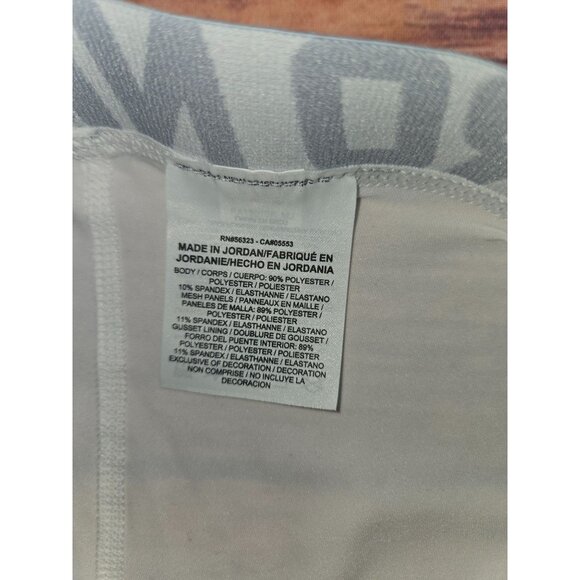 RN#56323 - CA#05553
MADE IN JORDAN/FABRIQUÉ EN
JORDANIE/HECHO EN JORDANIA
BODY / CORPS / CUERPO: 90% POLYESTER /
POLYESTER / POLIESTER
10% SPANDEX / ELASTHANNE / ELASTANO
MESH PANELS / PANNEAUX EN MAILLE /
PANELES DE MALLA: 89% POLYESTER /
POLYESTER / POLIESTER
11% SPANDEX / ELASTHANNE / ELASTANO
GUSSET LINING / DOUBLURE DE GOUSSET /
FORRO DEL PUENTE INTERIOR: 89%
POLYESTER / POLYESTER / POLIESTER
11% SPANDEX / ELASTHANNE / ELASTANO
EXCLUSIVE OF DECORATION / DECORATION
NON COMPRISE / NO INCLUYE LA
DECORACION